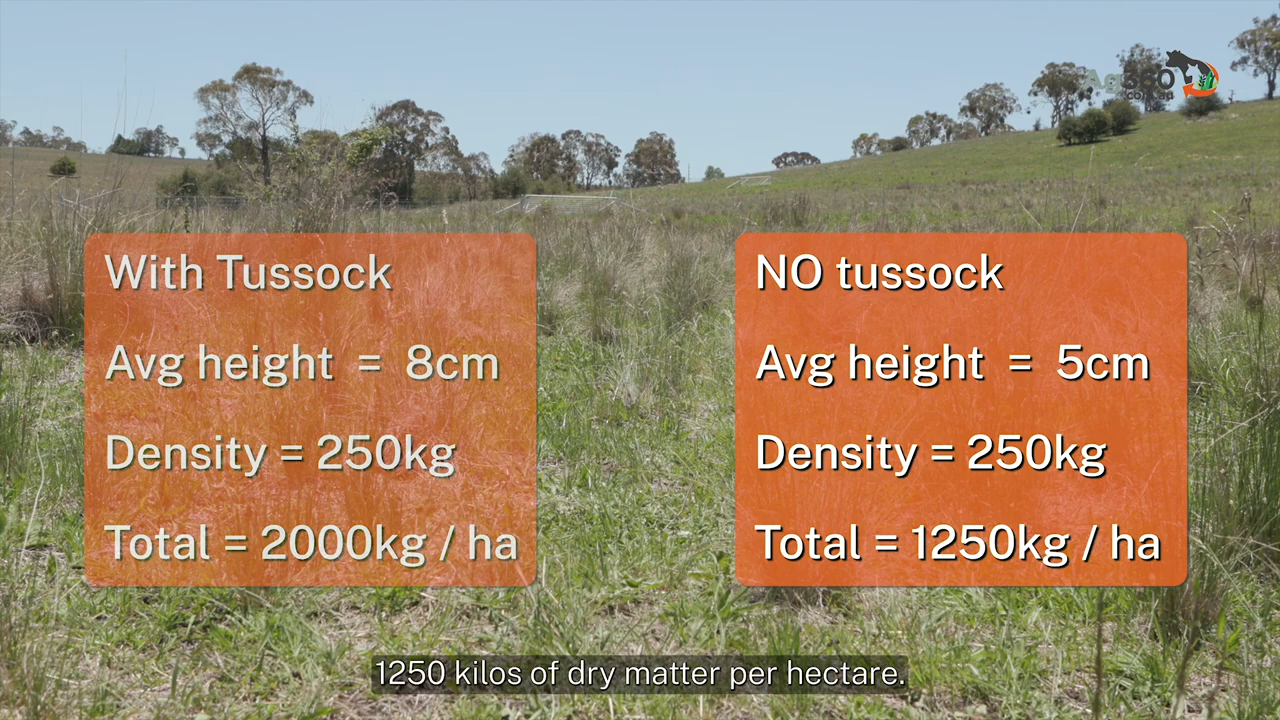 With Tussock
Avg height = 8cm
Density = 250kg
Total = 2000kg / ha
NO tussock
Avg height = 5cm
Density = 250kg
Total = 1250kg / ha
1250 kilos of dry matter per hectare.